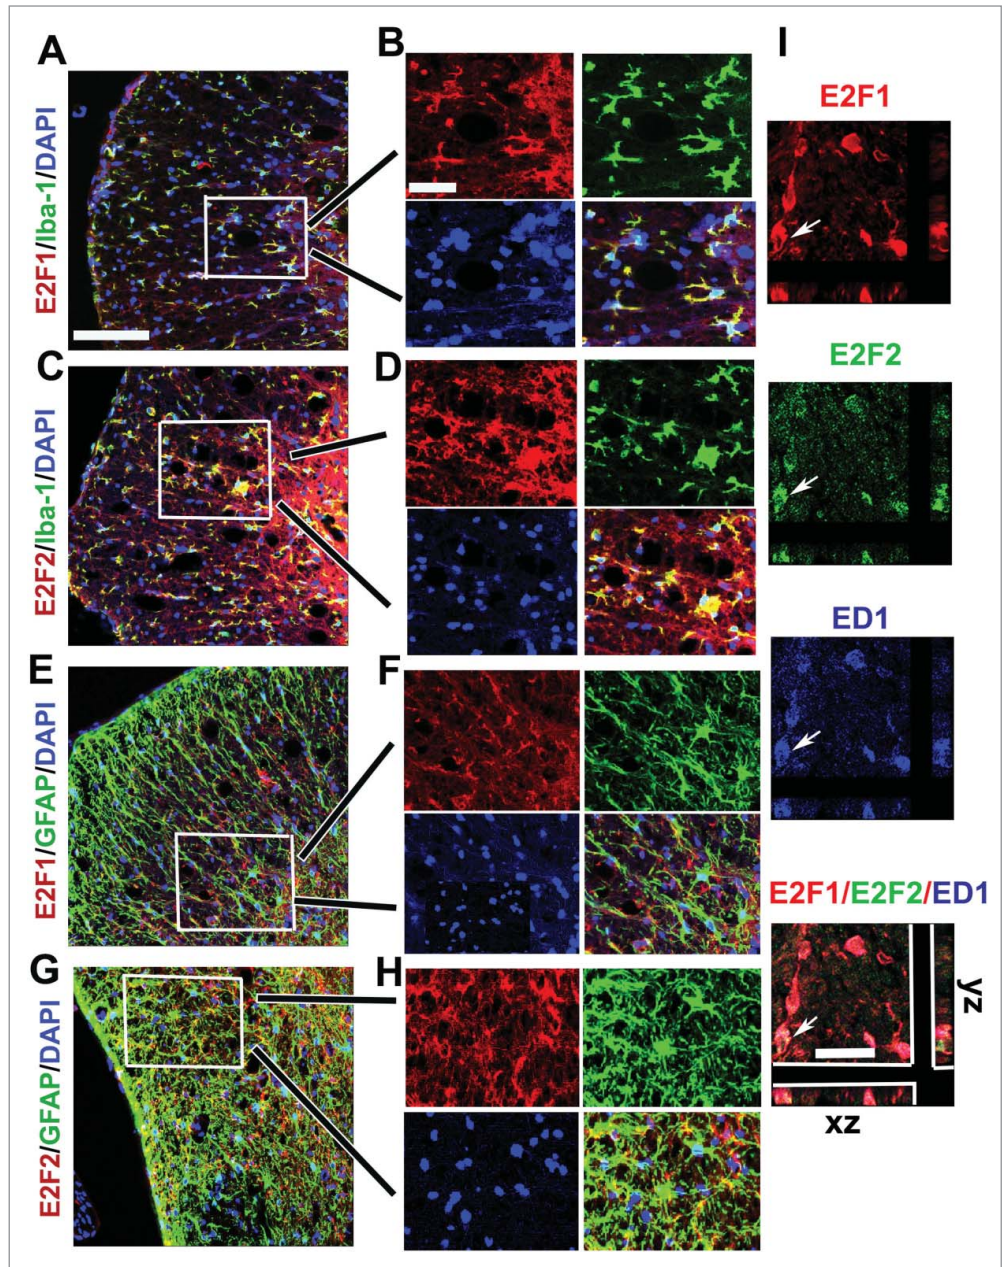 A
B
I
E2F1/Iba-1/DAPI
E2F1
C
D
E2F2/Iba-1/DAPI
E2F2
E
F
E2F1/GFAP/DAPI
ED1
G
H
E2F2/GFAP/DAPI
E2F1/E2F2/ED1
yz
xz